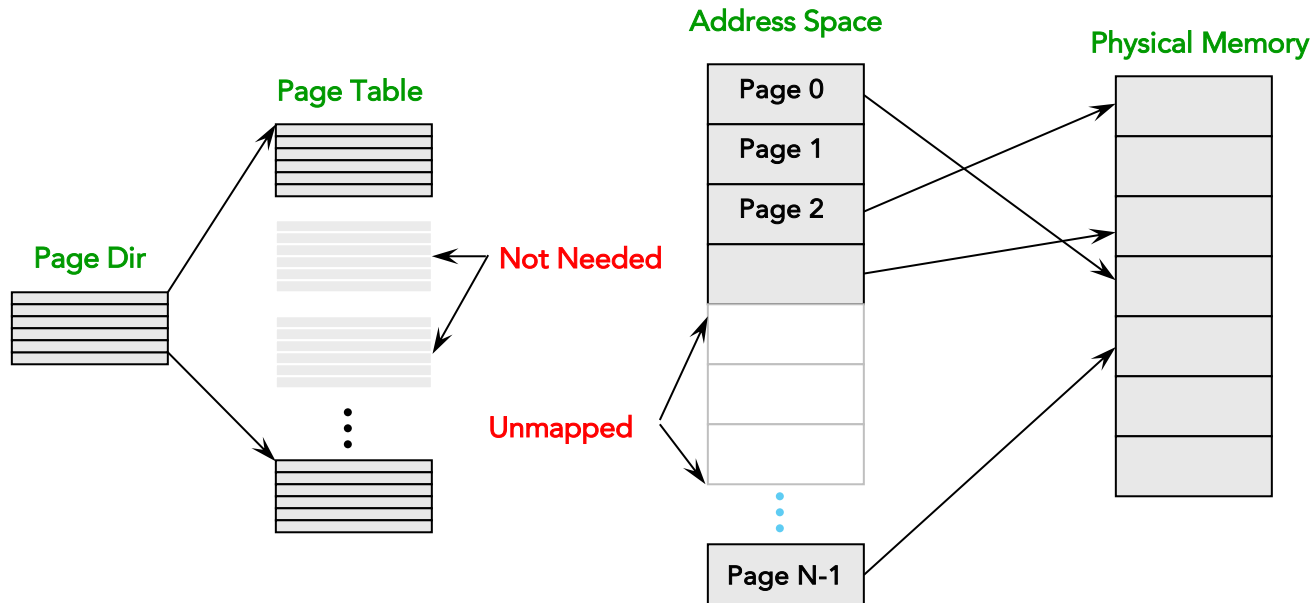 Address Space
Physical Memory
Page Table
Page 0
Page 1
Page 2
Page Dir
Not Needed
Unmapped
Page N-1